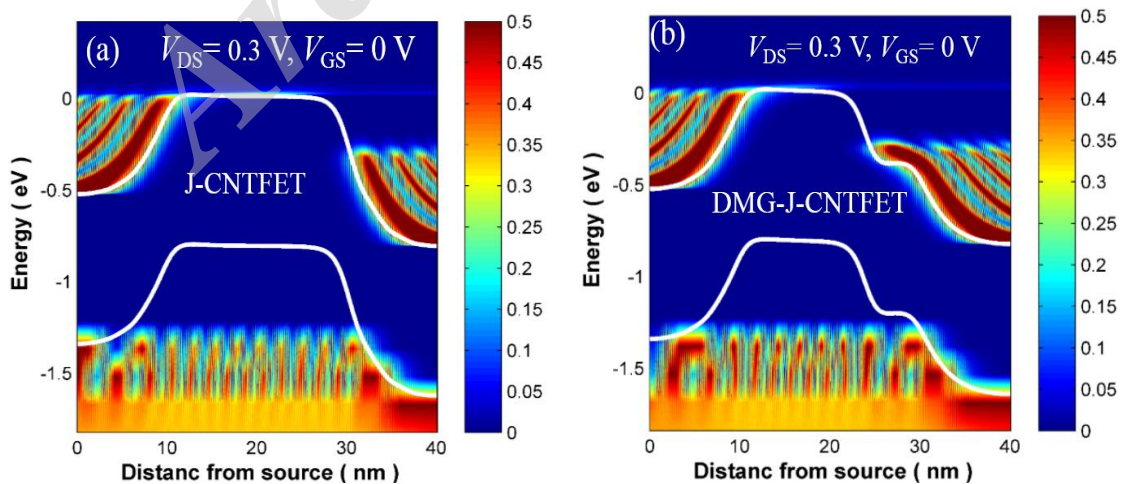 (a)
V_DS= 0.3 V, V_GS= 0 V
J-CNTFET
Energy ( eV)
0
-0.5
-1
-1.5
0 10 20 30 40
Distanc from source ( nm )
0.5
0.45
0.4
0.35
0.3
0.25
0.2
0.15
0.1
0.05
0
(b)
V_DS= 0.3 V, V_GS= 0 V
DMG-J-CNTFET
Energy ( eV)
0
-0.5
-1
-1.5
0 10 20 30 40
Distanc from source ( nm )
0.5
0.45
0.4
0.35
0.3
0.25
0.2
0.15
0.1
0.05
0